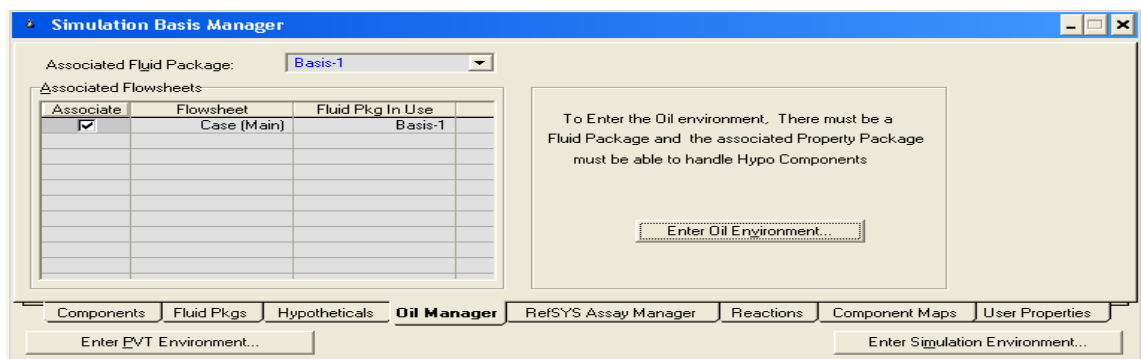 Simulation Basis Manager
Associated Fluid Package: Basis-1
Associated Flowsheets
Associate Flowsheet Fluid Pkg In Use
Case (Main) Basis-1
To Enter the Oil environment, There must be a
Fluid Package and the associated Property Package
must be able to handle Hypo Components
Enter Oil Environment...
Components Fluid Pkgs Hypotheticals Oil Manager RefSYS Assay Manager Reactions Component Maps User Properties
Enter PVT Environment... Enter Simulation Environment...